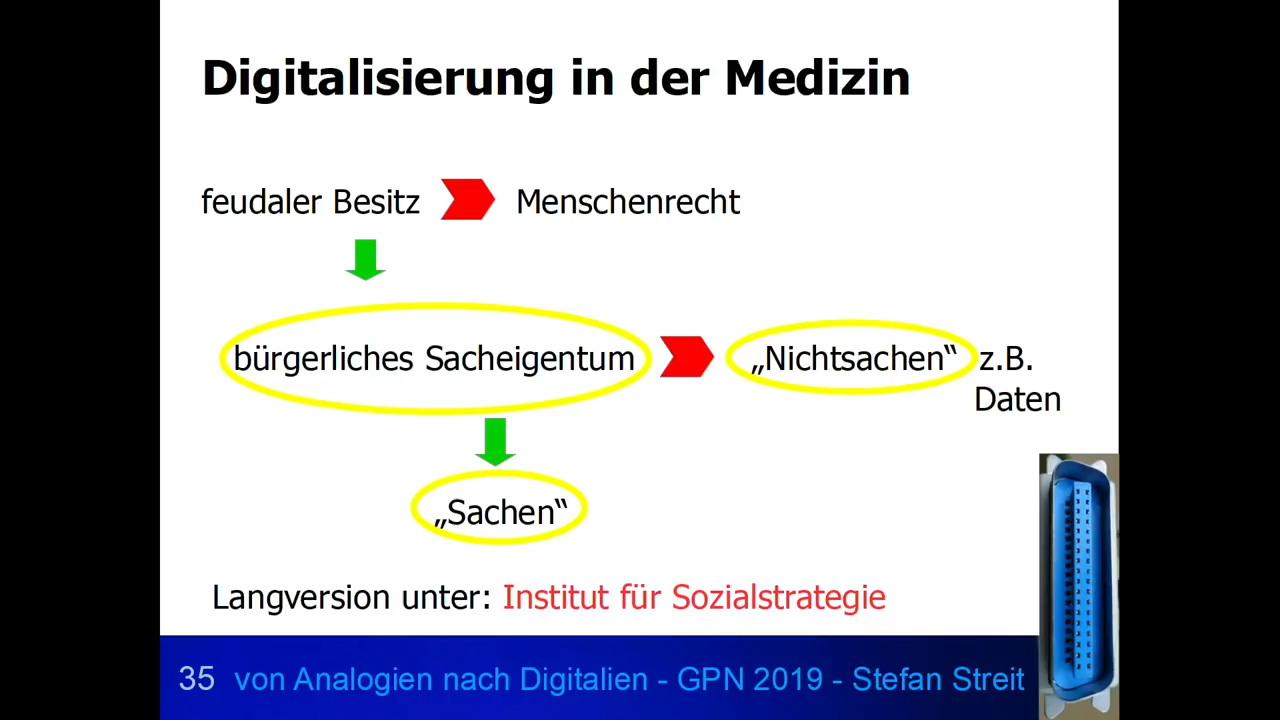 Digitalisierung in der Medizin
feudaler Besitz Menschenrecht
bürgerliches Sacheigentum „Nichtsachen“ z.B.
Daten
„Sachen“
Langversion unter: Institut für Sozialstrategie
35 von Analogien nach Digitalien - GPN 2019 - Stefan Streit